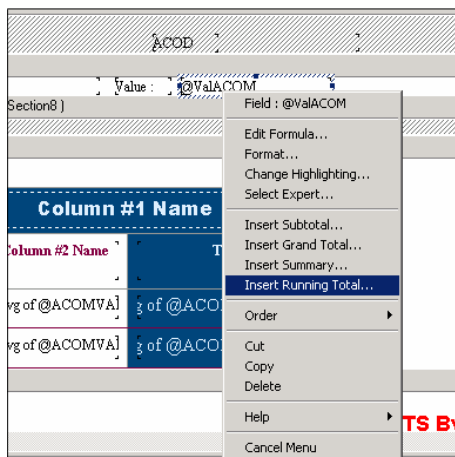 ACOD
Value : @ValACOM
Section8 )
Field : @ValACOM
Edit Formula...
Format...
Change Highlighting...
Select Expert...
Insert Subtotal...
Insert Grand Total...
Insert Summary...
Insert Running Total...
Order
Cut
Copy
Delete
Help
Cancel Menu
Column #1 Name
Column #2 Name T
vg of @ACOMVA] g of @ACO
vg of @ACOMVA] g of @ACO
TS By